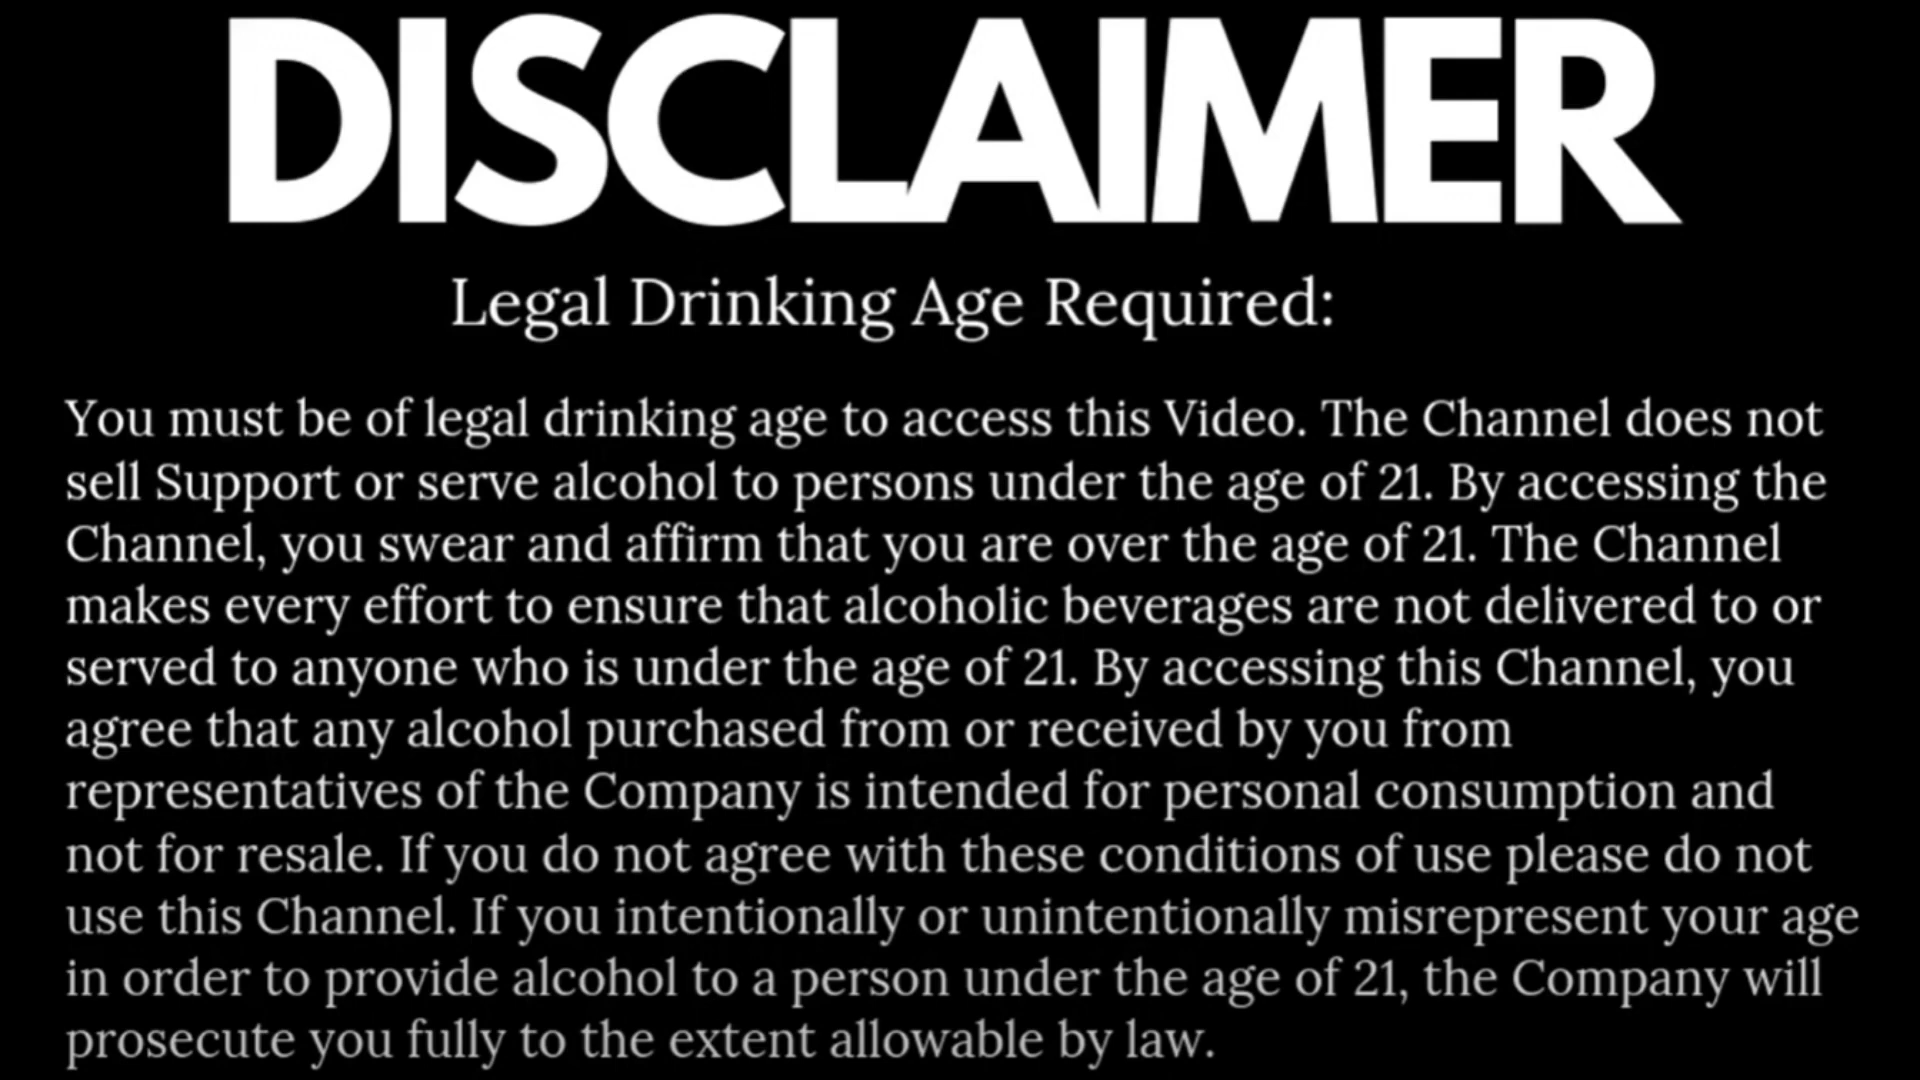 DISCLAIMER
Legal Drinking Age Required:
You must be of legal drinking age to access this Video. The Channel does not
sell Support or serve alcohol to persons under the age of 21. By accessing the
Channel, you swear and affirm that you are over the age of 21. The Channel
makes every effort to ensure that alcoholic beverages are not delivered to or
served to anyone who is under the age of 21. By accessing this Channel, you
agree that any alcohol purchased from or received by you from
representatives of the Company is intended for personal consumption and
not for resale. If you do not agree with these conditions of use please do not
use this Channel. If you intentionally or unintentionally misrepresent your age
in order to provide alcohol to a person under the age of 21, the Company will
prosecute you fully to the extent allowable by law.